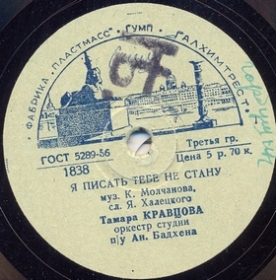 ФАБРИКА „ПЛАСТМАСС" ГУМП - ГАЛХИМТРЕСТ
ГОСТ 5289-56
Третья гр.
Цена 5 р. 70 к.
1838
Я ПИСАТЬ ТЕБЕ НЕ СТАНУ
муз. К. Молчанова,
сл. Я. Халецкого
Тамара КРАВЦОВА
оркестр студии
п/у Ан. Бадхена